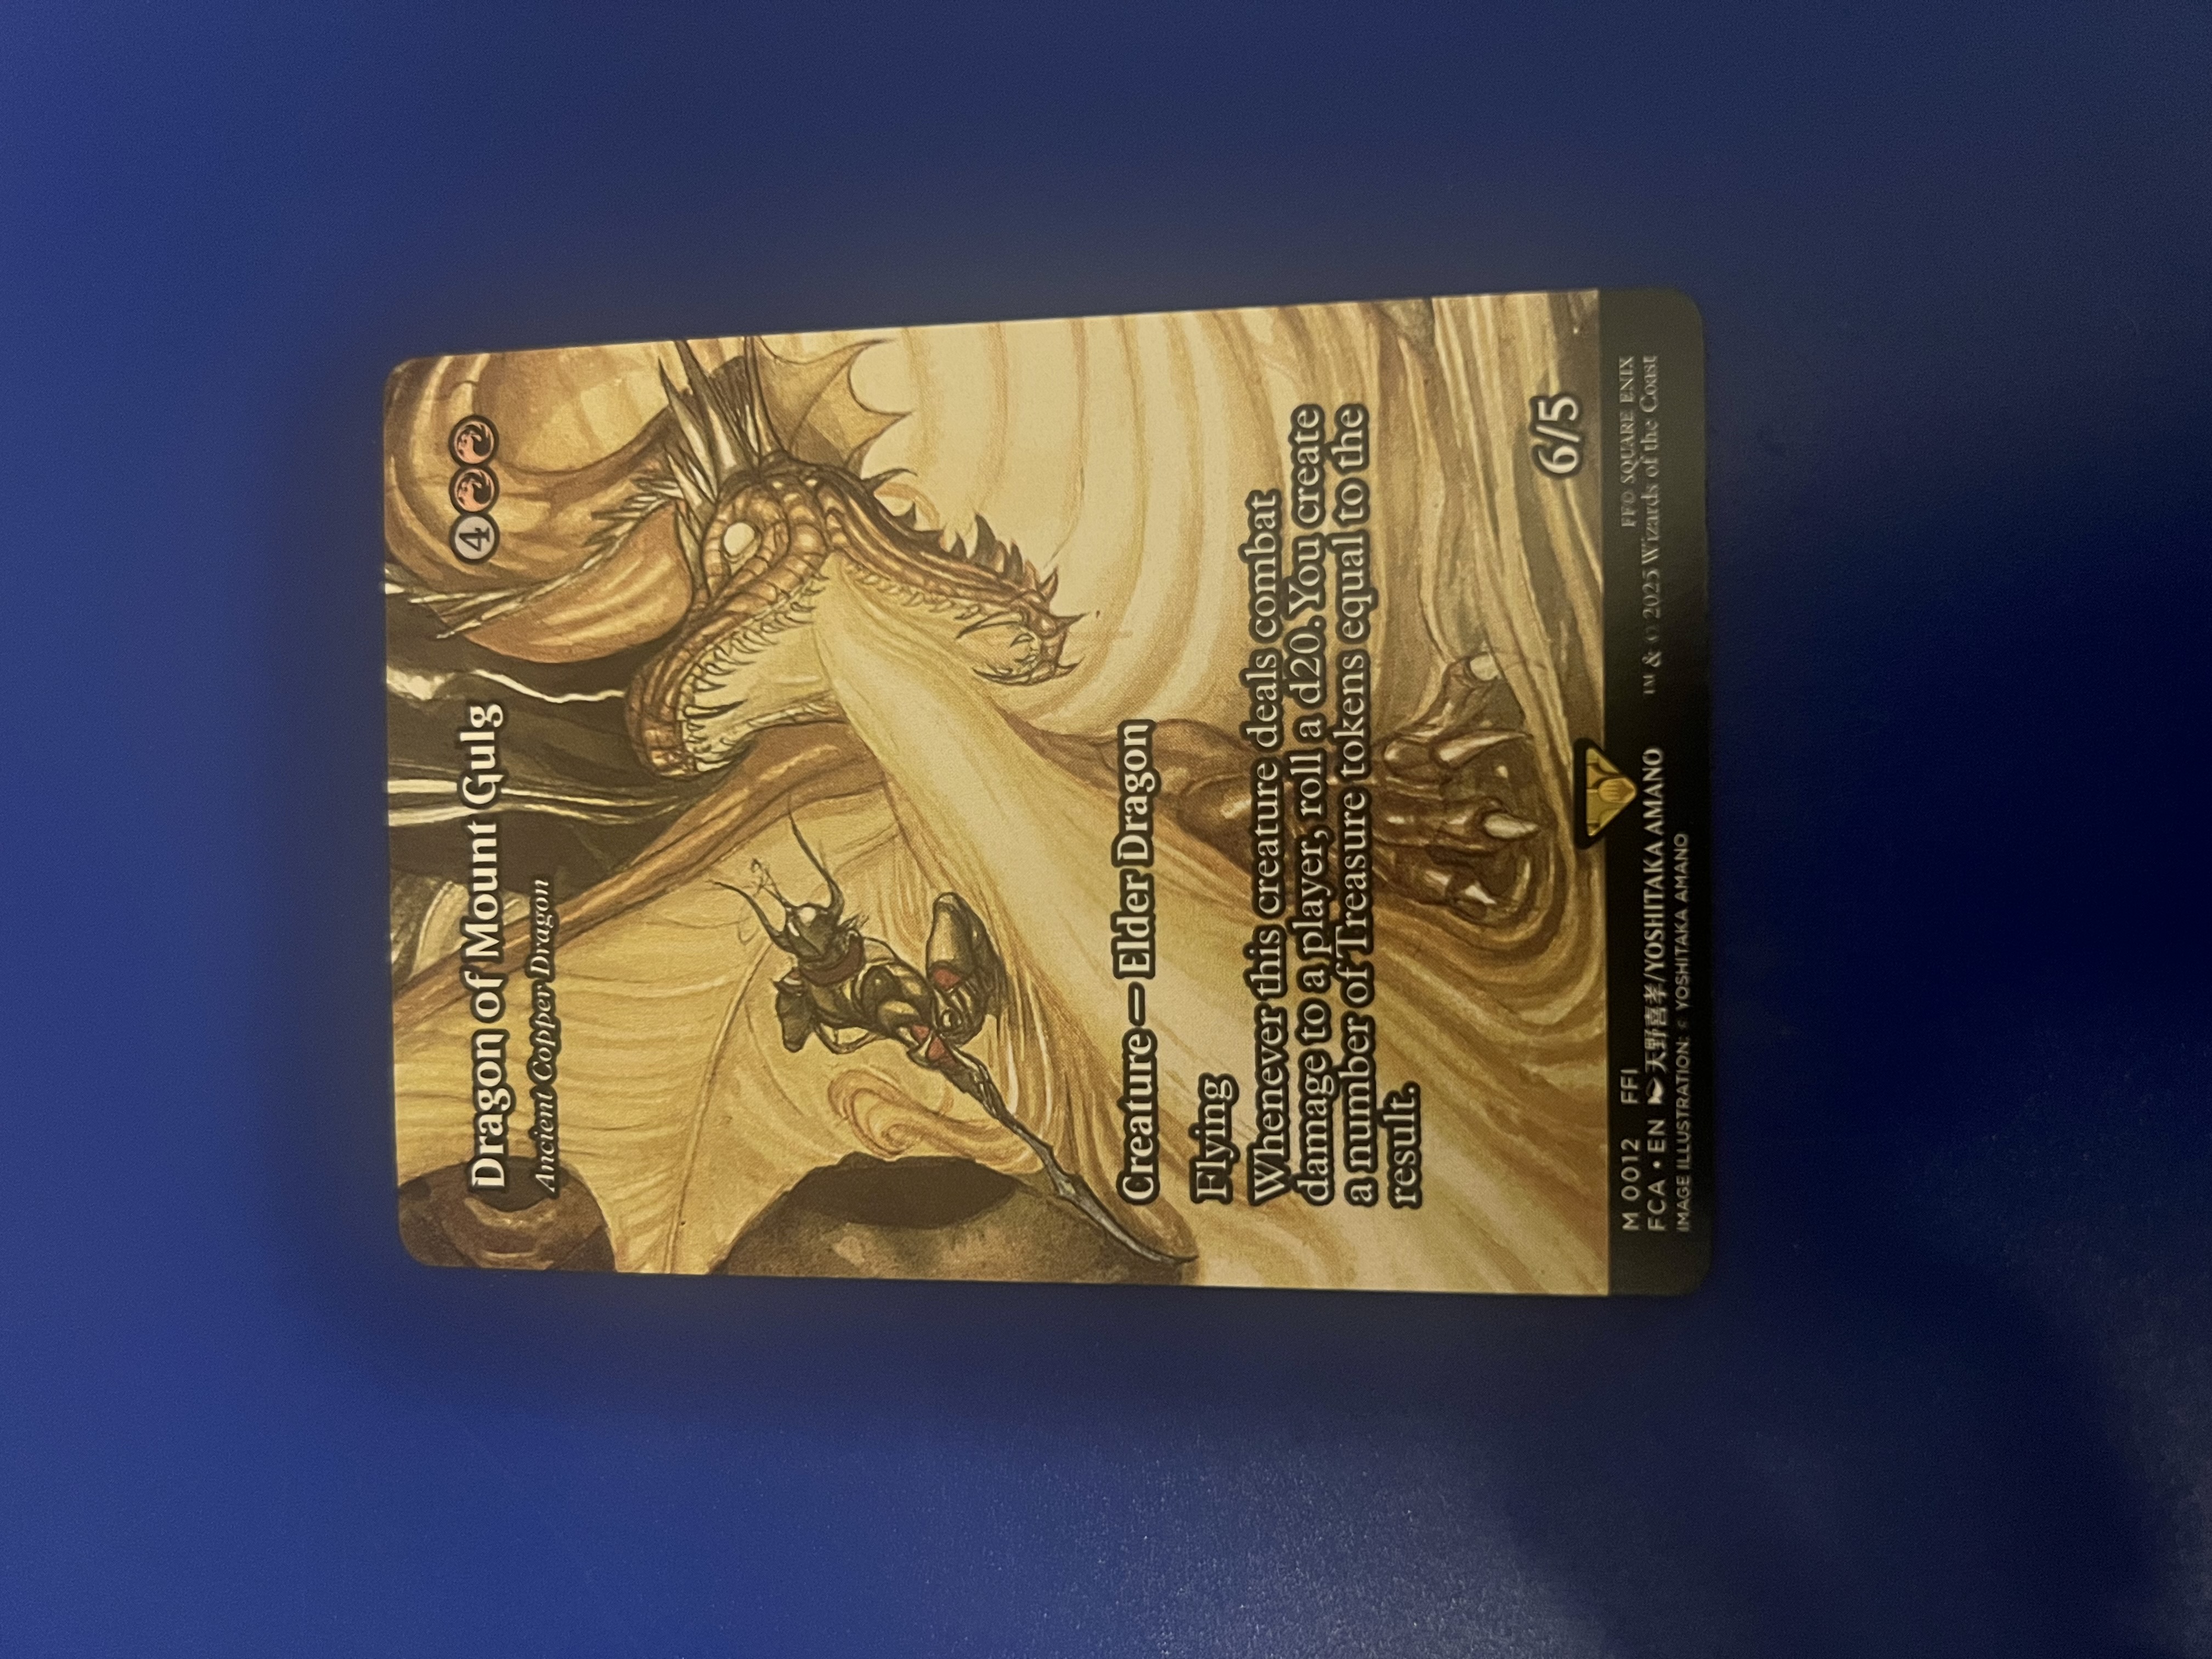 Dragon of Mount Gulg
4
Ancient Copper Dragon
Creature — Elder Dragon
Flying
Whenever this creature deals combat
damage to a player, roll a d20. You create
a number of Treasure tokens equal to the
result.
6/5
M 0012 FFI
FCA • EN 天野喜孝/YOSHITAKA AMANO
IMAGE ILLUSTRATION: © YOSHITAKA AMANO
FF© SQUARE ENIX
™ & © 2025 Wizards of the Coast